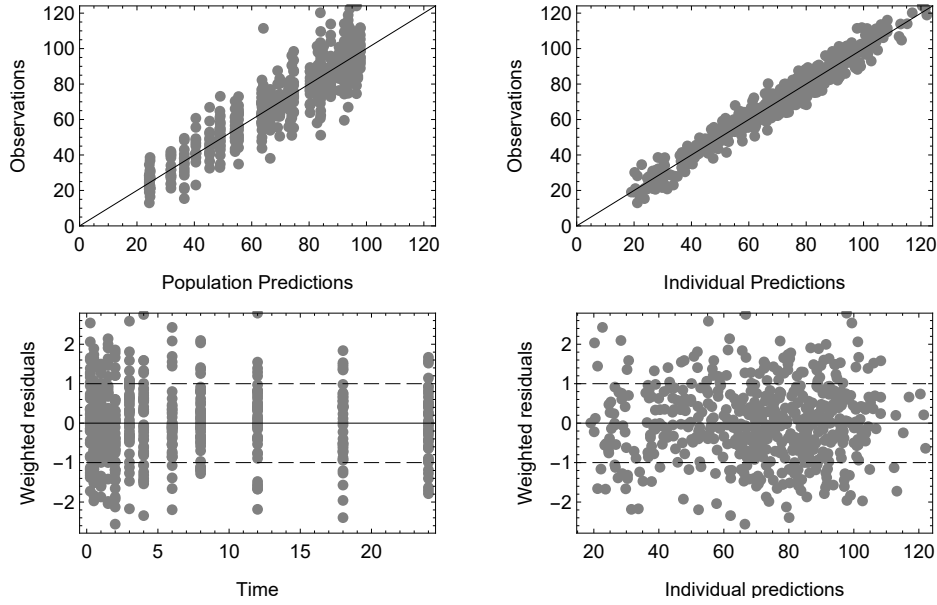 Observations
120
100
80
60
40
20
0
0 20 40 60 80 100 120
Population Predictions
Observations
120
100
80
60
40
20
0
0 20 40 60 80 100 120
Individual Predictions
Weighted residuals
2
1
0
−1
−2
0 5 10 15 20
Time
Weighted residuals
2
1
0
−1
−2
20 40 60 80 100 120
Individual predictions